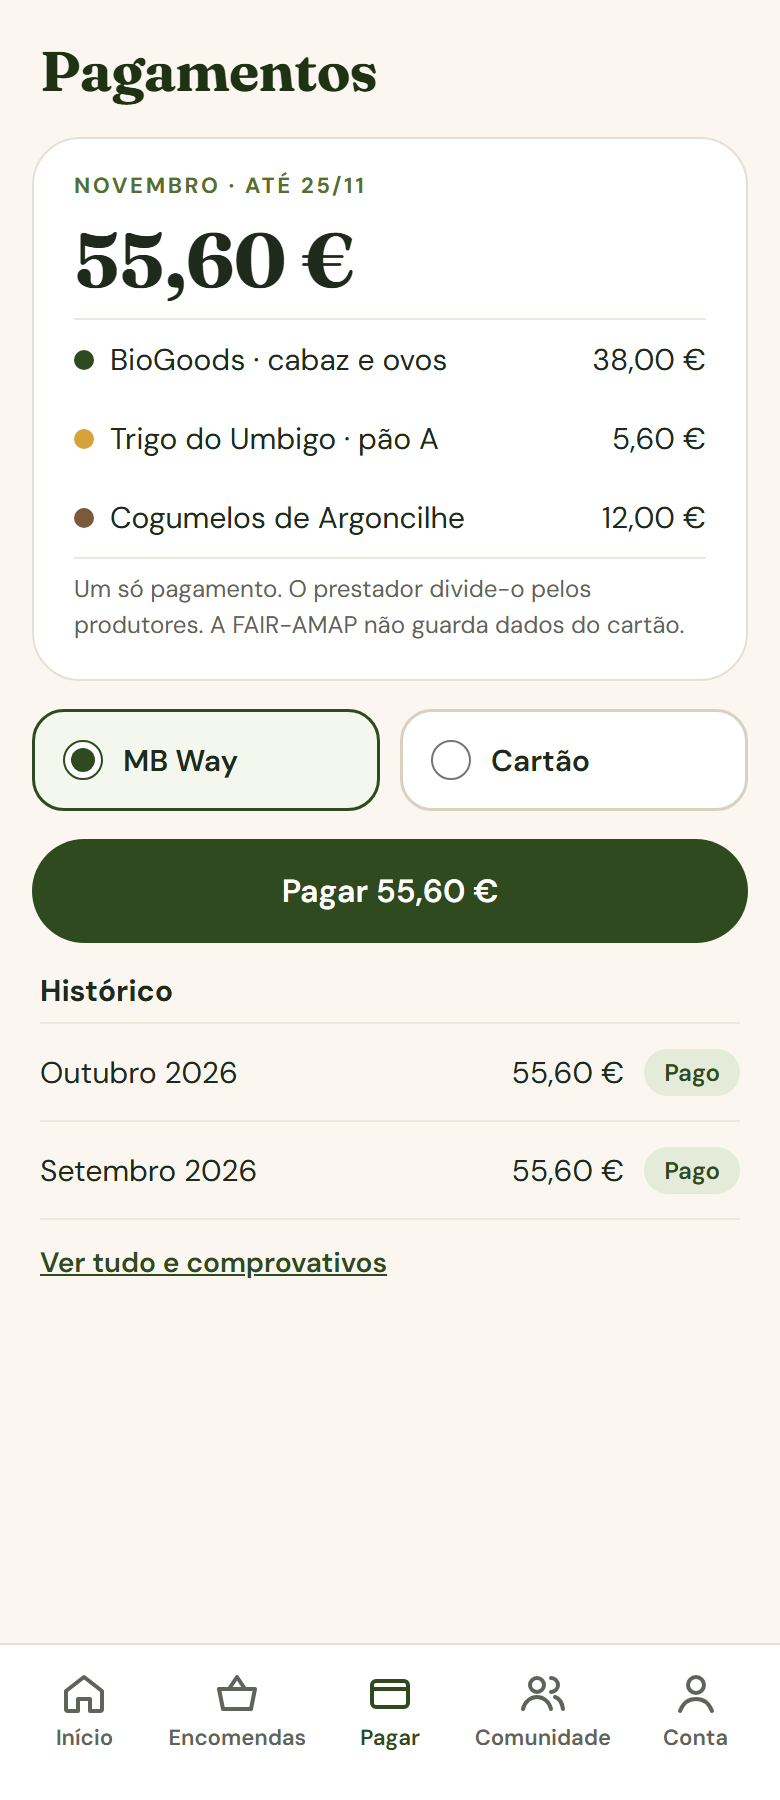 Pagamentos
NOVEMBRO · ATÉ 25/11
55,60 €
BioGoods · cabaz e ovos 38,00 €
Trigo do Umbigo · pão A 5,60 €
Cogumelos de Argoncilhe 12,00 €
Um só pagamento. O prestador divide-o pelos
produtores. A FAIR-AMAP não guarda dados do cartão.
MB Way Cartão
Pagar 55,60 €
Histórico
Outubro 2026 55,60 € Pago
Setembro 2026 55,60 € Pago
Ver tudo e comprovativos
Início Encomendas Pagar Comunidade Conta